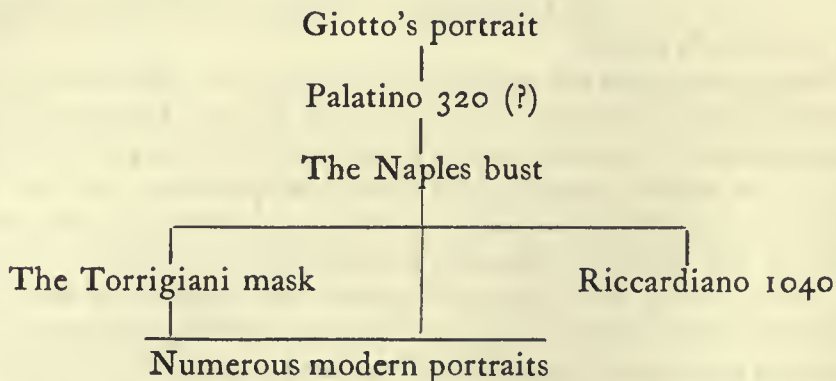 Giotto's portrait
Palatino 320 (?)
The Naples bust
The Torrigiani mask Riccardiano 1040
Numerous modern portraits